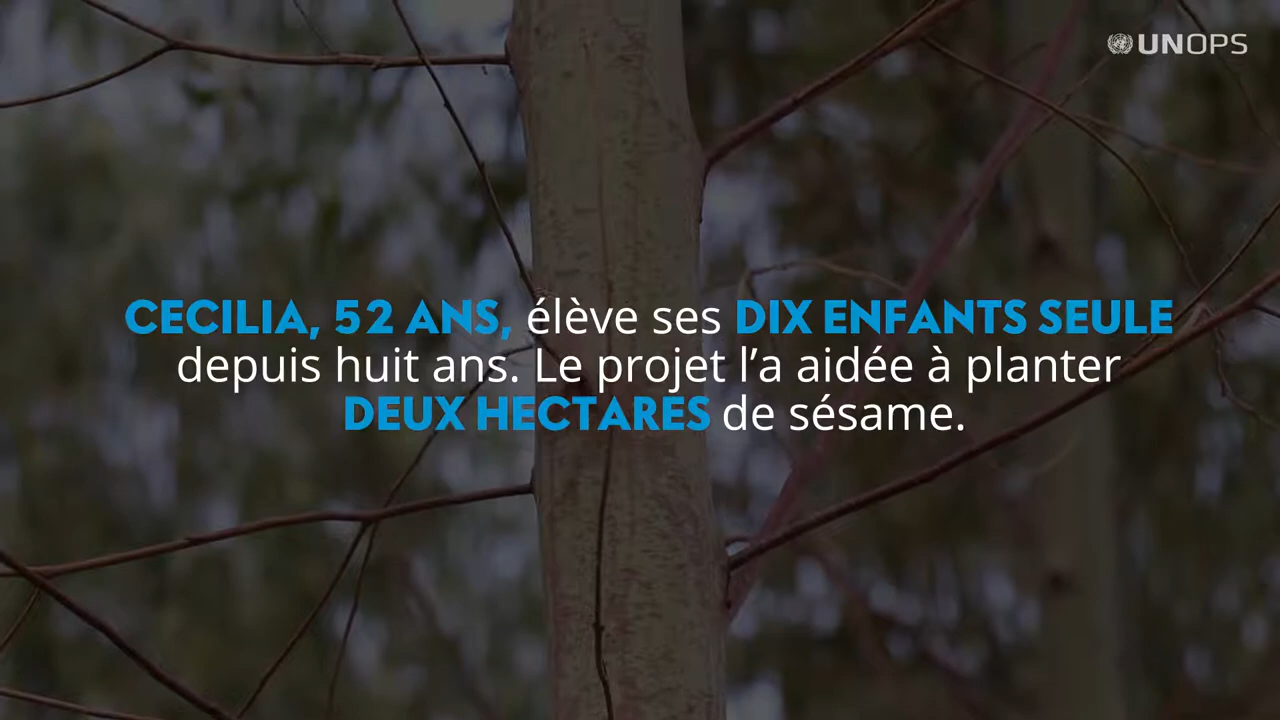 UNOPS
CECILIA, 52 ANS, élève ses DIX ENFANTS SEULE
depuis huit ans. Le projet l’a aidée à planter
DEUX HECTARES de sésame.